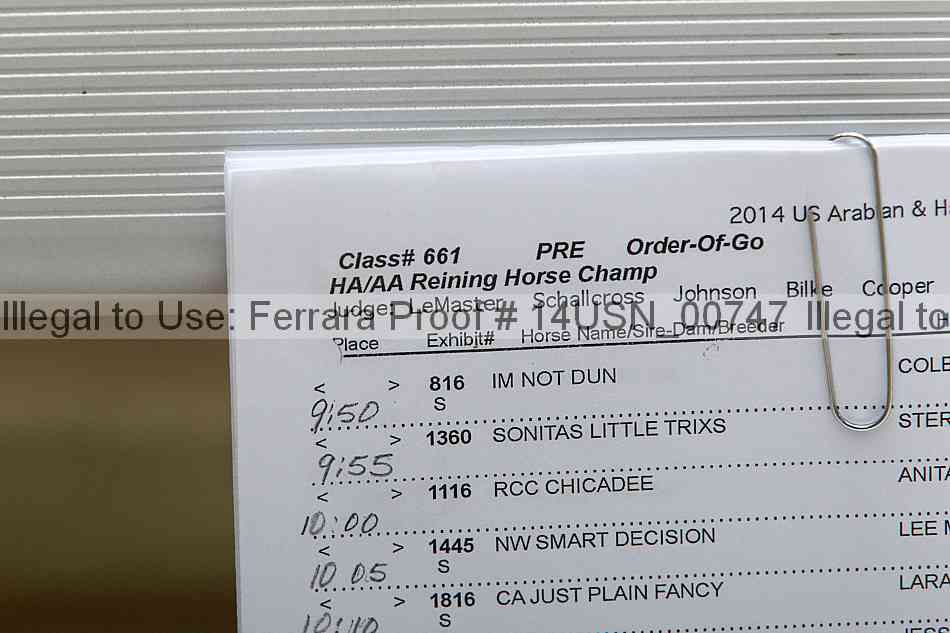 2014 US Arabian & H
Class# 661 PRE Order-Of-Go
HA/AA Reining Horse Champ
Judge: LeMaster Schallcross Johnson Bilke Cooper
Illegal to Use: Ferrara Proof # 14USN_00747 Illegal to
Place Exhibit# Horse Name/Sire-Dam/Breeder
< > 816 IM NOT DUN COLE
9:50 S
< > 1360 SONITAS LITTLE TRIXS STER
9:55
< > 1116 RCC CHICADEE ANITA
10:00
< > 1445 NW SMART DECISION LEE M
10 05 S
< > 1816 CA JUST PLAIN FANCY LARA
10:10 S